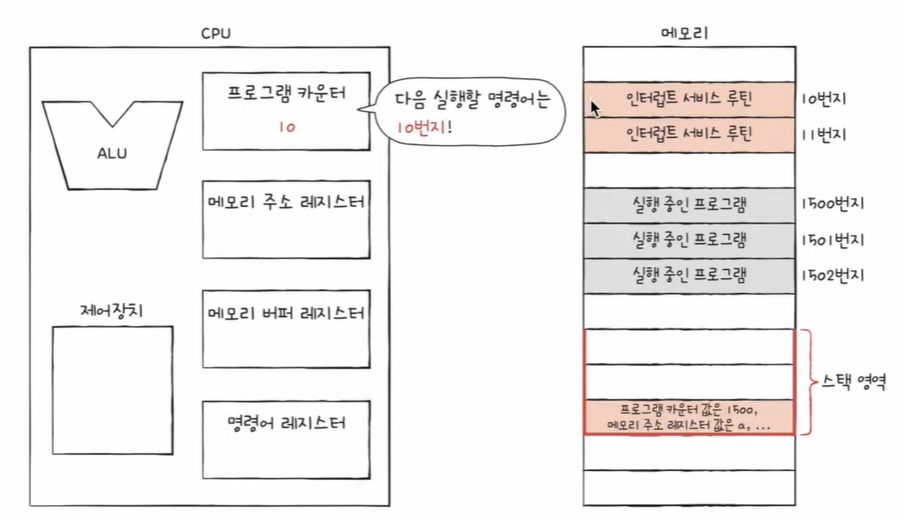 CPU
프로그램 카운터
10
다음 실행할 명령어는
10번지!
ALU
메모리 주소 레지스터
제어장치
메모리 버퍼 레지스터
명령어 레지스터
메모리
인터럽트 서비스 루틴
10번지
인터럽트 서비스 루틴
11번지
실행 중인 프로그램
1500번지
실행 중인 프로그램
1501번지
실행 중인 프로그램
1502번지
스택 영역
프로그램 카운터 값은 1500,
메모리 주소 레지스터 값은 a, ...